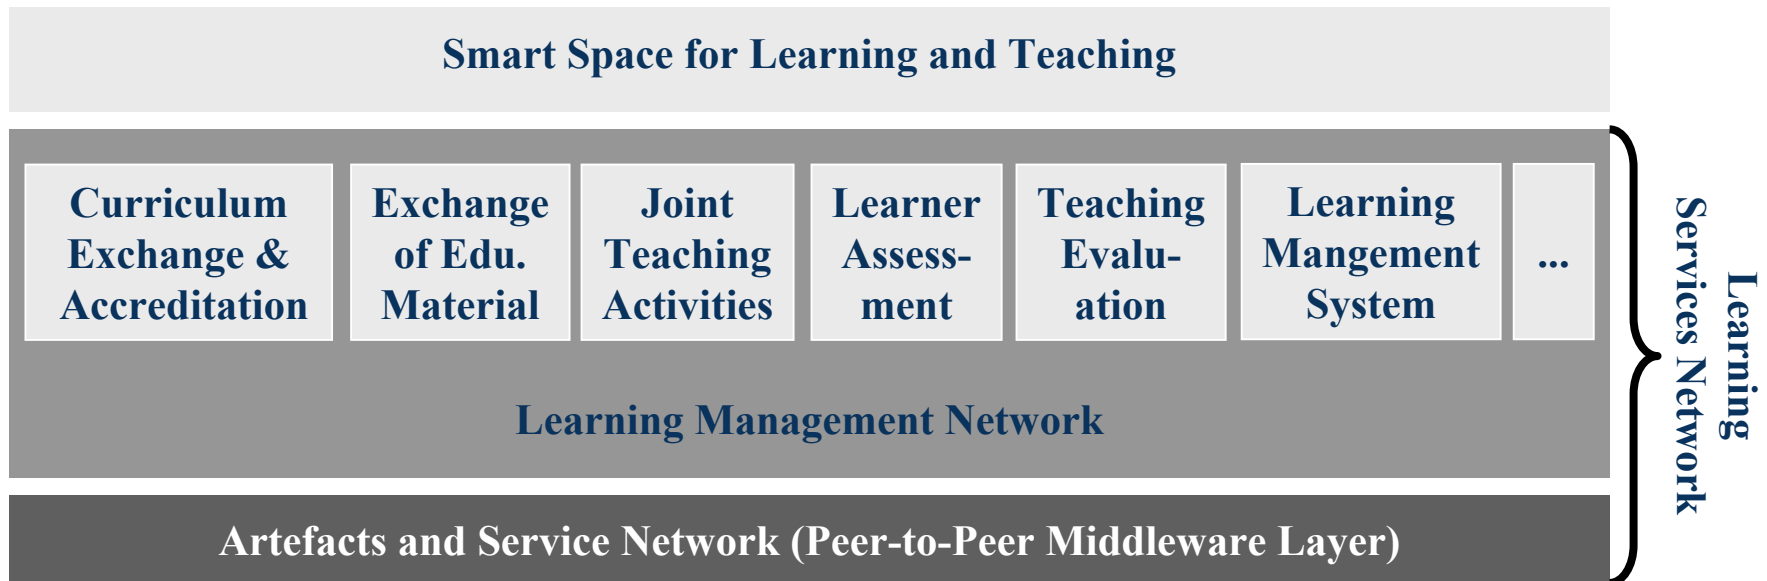 Smart Space for Learning and Teaching
Curriculum
Exchange &
Accreditation
Exchange
of Edu.
Material
Joint
Teaching
Activities
Learner
Assess-
ment
Teaching
Evalu-
ation
Learning
Mangement
System
...
Learning Management Network
Artefacts and Service Network (Peer-to-Peer Middleware Layer)
Learning
Services Network